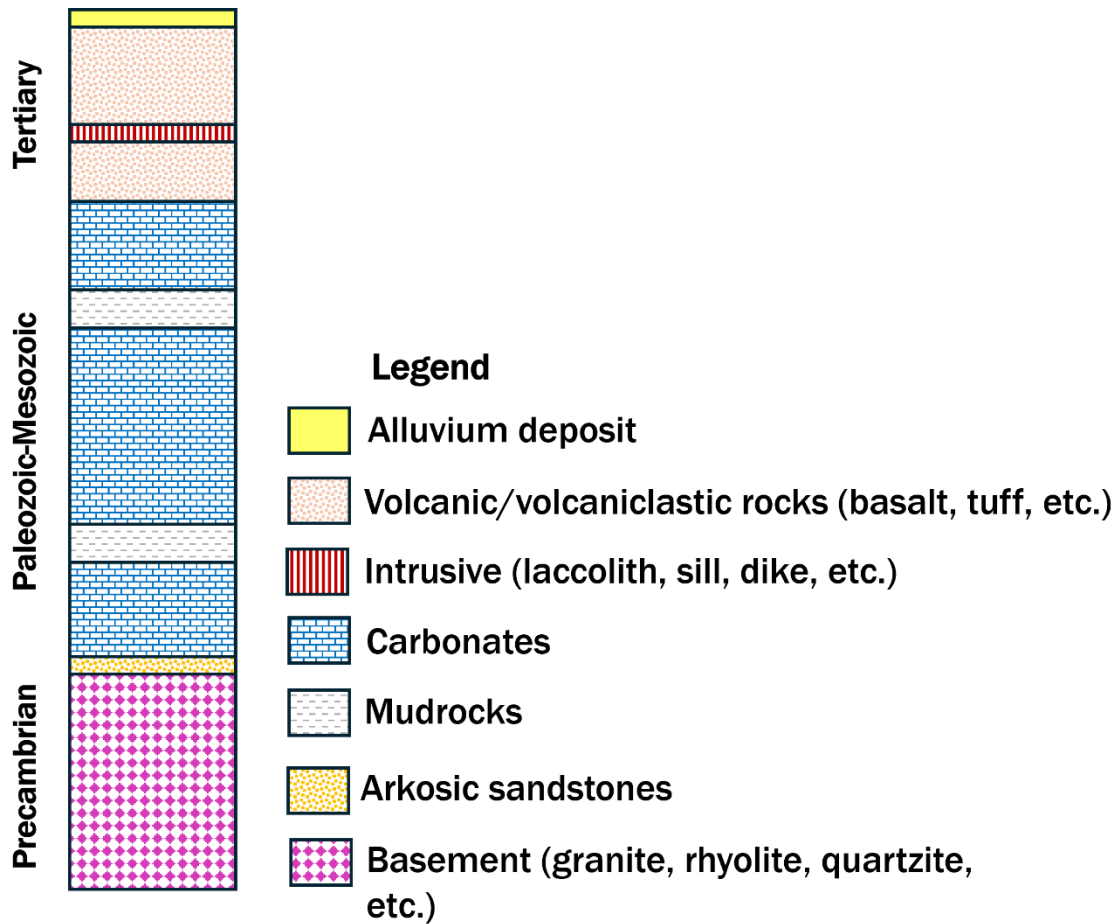 Tertiary
Paleozoic-Mesozoic
Precambrian
Legend
Alluvium deposit
Volcanic/volcaniclastic rocks (basalt, tuff, etc.)
Intrusive (laccolith, sill, dike, etc.)
Carbonates
Mudrocks
Arkosic sandstones
Basement (granite, rhyolite, quartzite,
etc.)